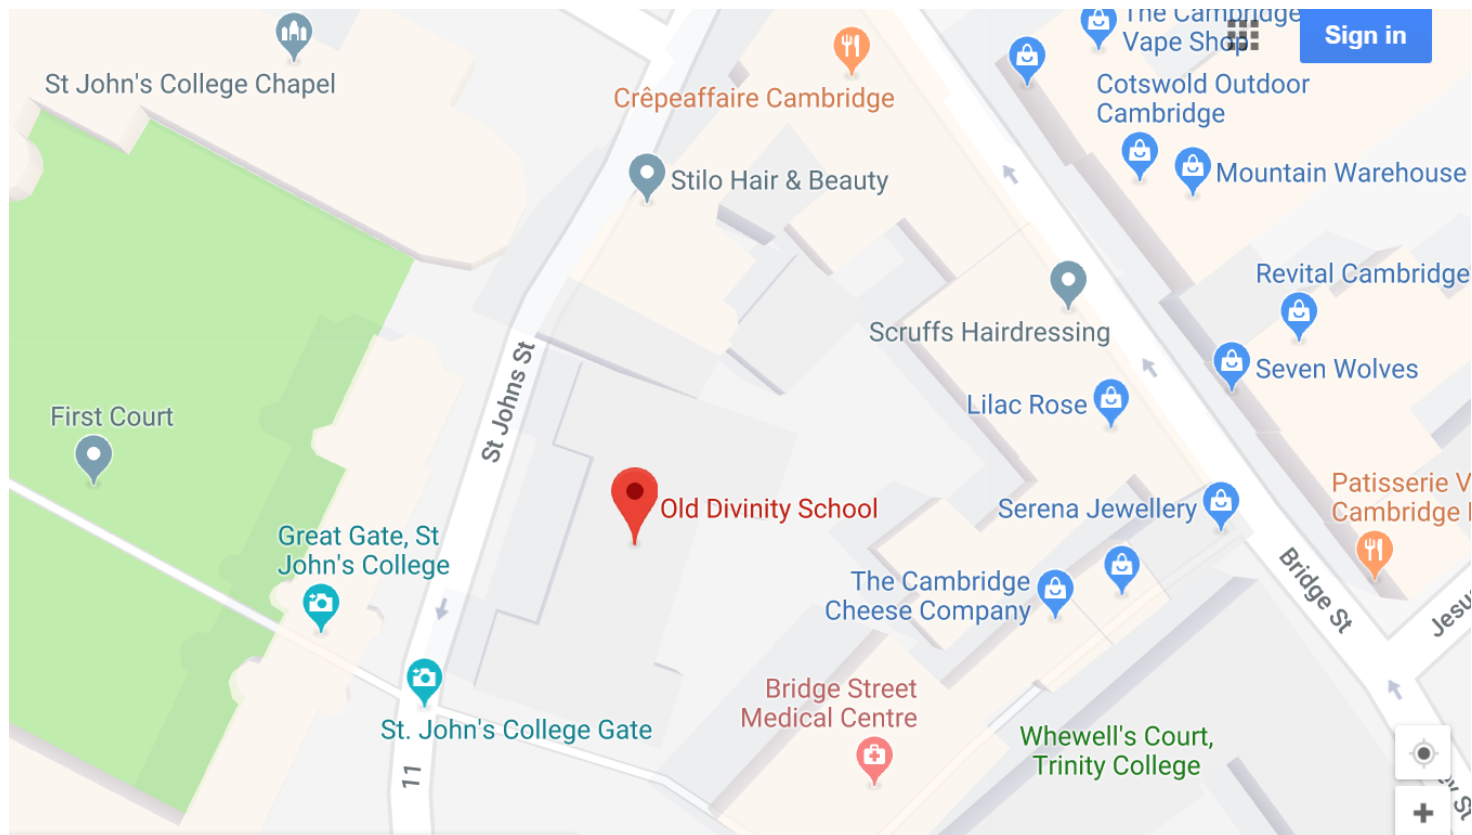 The Cambridge
Vape Shop
Sign in
St John's College Chapel
Crêpeaffaire Cambridge
Cotswold Outdoor
Cambridge
Stilo Hair & Beauty
Mountain Warehouse
Revital Cambridge
Scruffs Hairdressing
Seven Wolves
Lilac Rose
First Court
St Johns St
Patisserie V
Cambridge
Old Divinity School
Serena Jewellery
Great Gate, St
John's College
The Cambridge
Cheese Company
Bridge St
Bridge Street
Medical Centre
St. John's College Gate
Whewell's Court,
Trinity College
11
St